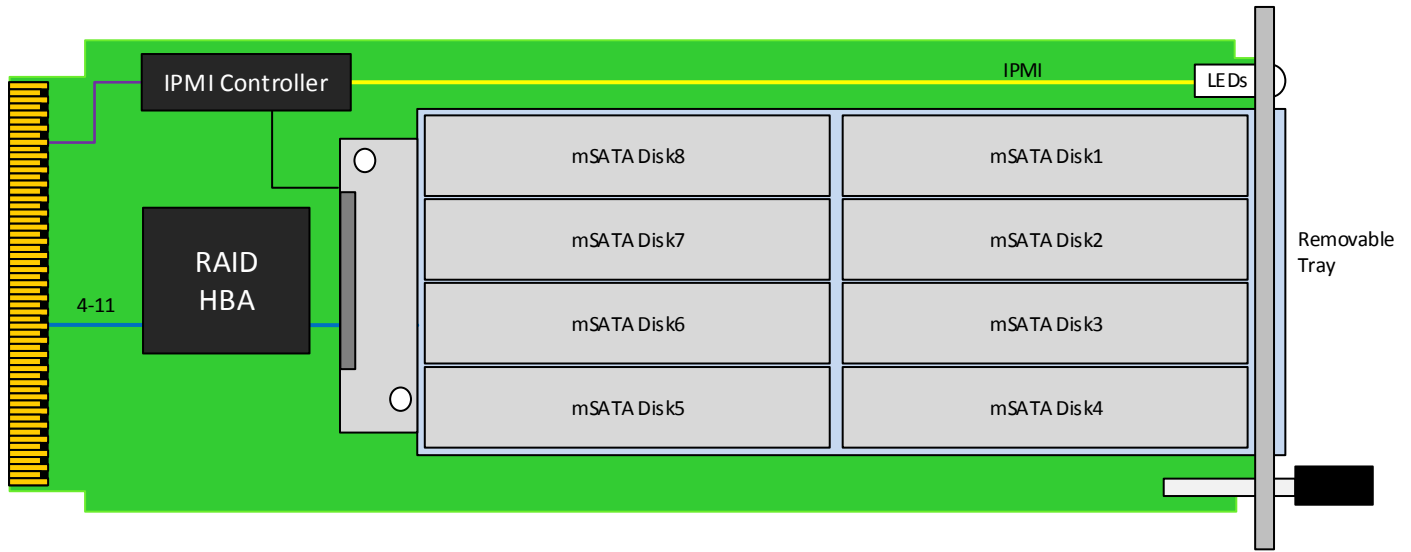 IPMI Controller
IPMI
LEDs
mSATA Disk8
mSATA Disk1
mSATA Disk7
mSATA Disk2
Removable
Tray
RAID
HBA
4-11
mSATA Disk6
mSATA Disk3
mSATA Disk5
mSATA Disk4